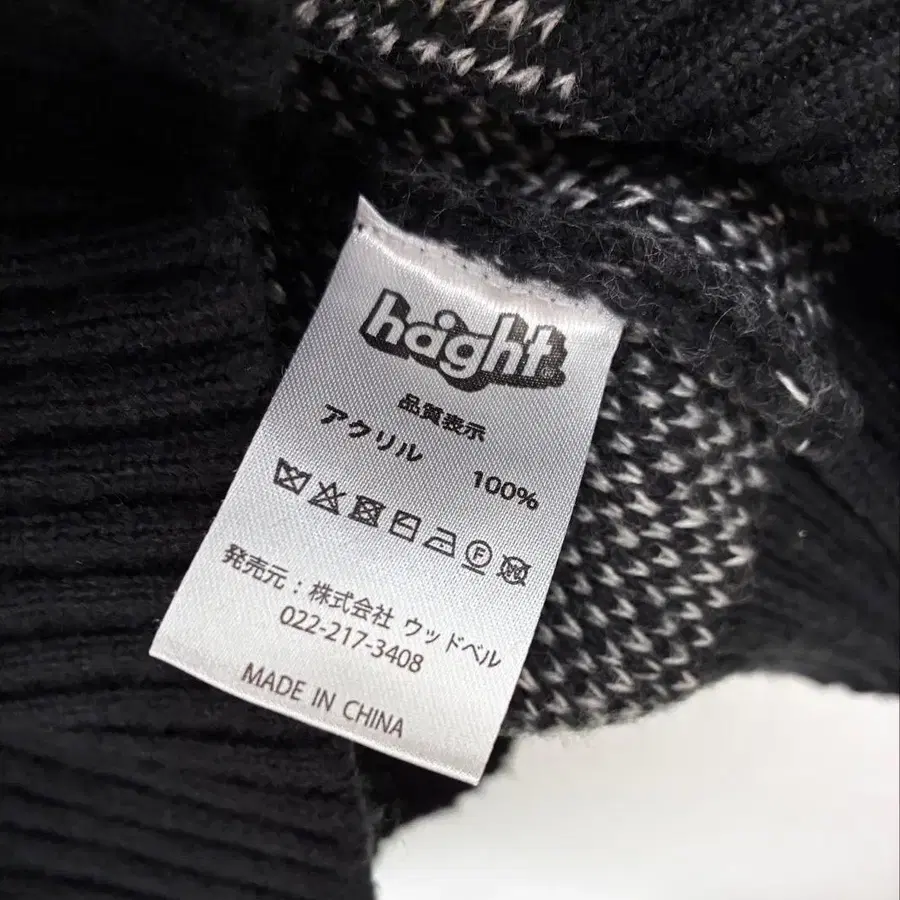 haight
品質表示
アクリル 100%
F W
発売元：株式会社 ウッドベル
022-217-3408
MADE IN CHINA